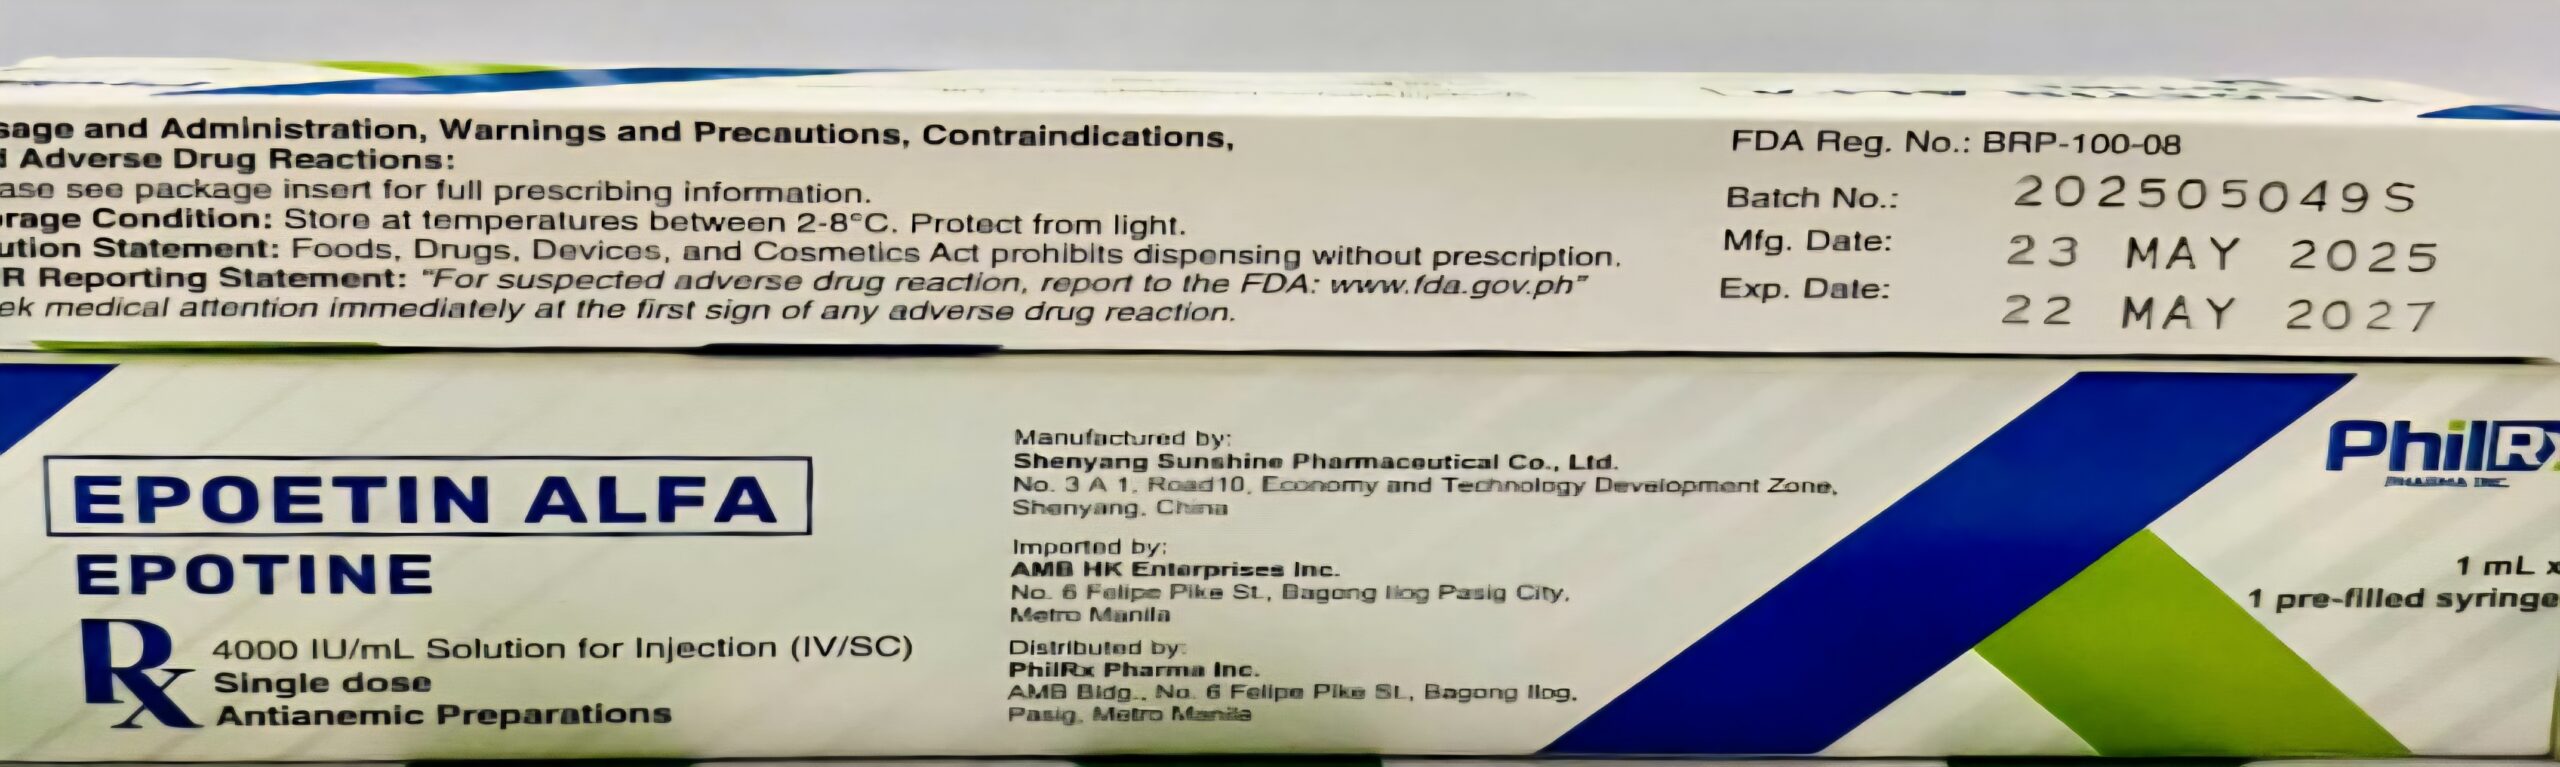 sage and Administration, Warnings and Precautions, Contraindications,
d Adverse Drug Reactions:
ase see package insert for full prescribing information.
orage Condition: Store at temperatures between 2-8°C. Protect from light.
ution Statement: Foods, Drugs, Devices, and Cosmetics Act prohibits dispensing without prescription.
R Reporting Statement: "For suspected adverse drug reaction, report to the FDA: www.fda.gov.ph"
ek medical attention immediately at the first sign of any adverse drug reaction.
FDA Reg. No.: BRP-100-08
Batch No.: 202505049S
Mfg. Date: 23 MAY 2025
Exp. Date: 22 MAY 2027
EPOETIN ALFA
EPOTINE
Rx
4000 IU/mL Solution for Injection (IV/SC)
Single dose
Antianemic Preparations
Manufactured by:
Shenyang Sunshine Pharmaceutical Co., Ltd.
No. 3 A 1, Road10, Economy and Technology Development Zone,
Shenyang, China
Imported by:
AMB HK Enterprises Inc.
No. 6 Felipe Pike St., Bagong Ilog Pasig City,
Metro Manila
Distributed by:
PhilRx Pharma Inc.
AMB Bldg., No. 6 Felipe Pike St., Bagong Ilog,
Pasig, Metro Manila
PhilRx
PHARMA INC.
1 mL x
1 pre-filled syringe